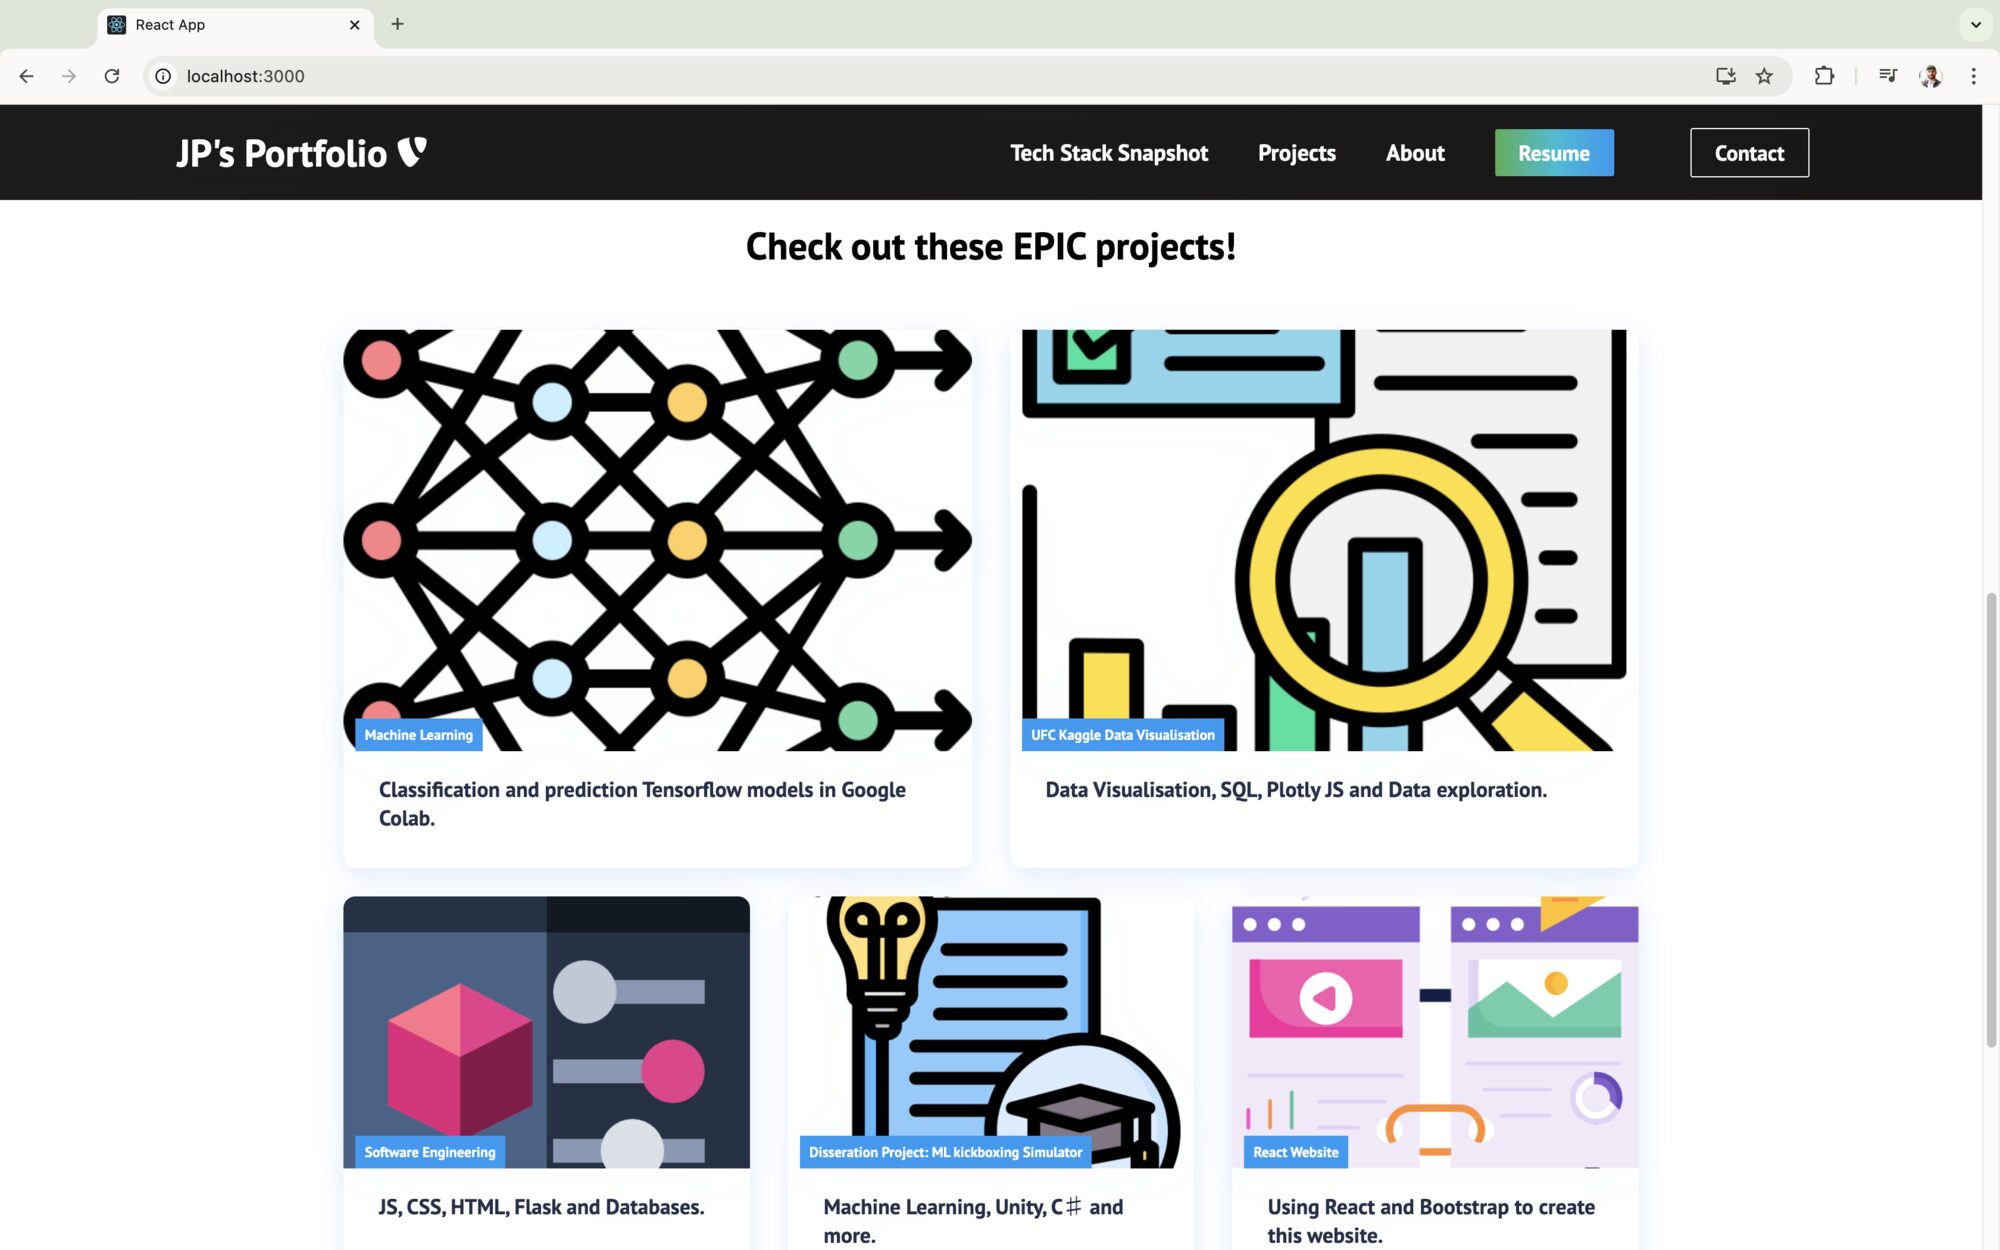 React App
localhost:3000
JP's Portfolio
Tech Stack Snapshot
Projects
About
Resume
Contact
Check out these EPIC projects!
Machine Learning
Classification and prediction Tensorflow models in Google
Colab.
UFC Kaggle Data Visualisation
Data Visualisation, SQL, Plotly JS and Data exploration.
Software Engineering
JS, CSS, HTML, Flask and Databases.
Disseration Project: ML kickboxing Simulator
Machine Learning, Unity, C# and
more.
React Website
Using React and Bootstrap to create
this website.